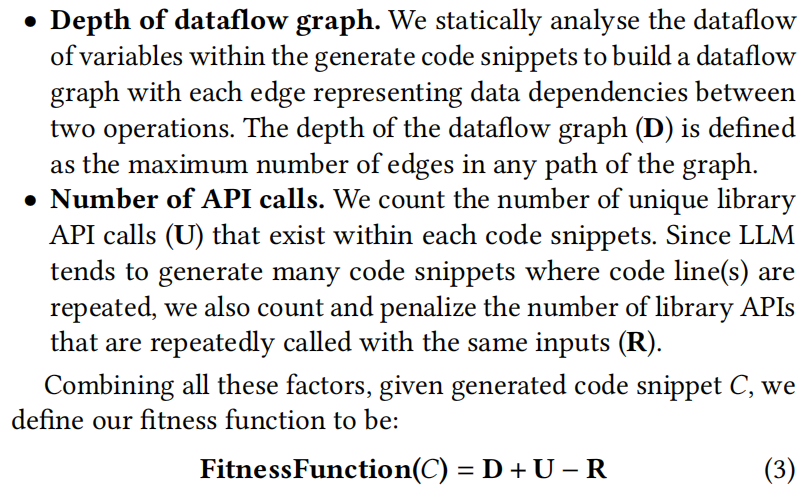 • Depth of dataflow graph. We statically analyse the dataflow
of variables within the generate code snippets to build a dataflow
graph with each edge representing data dependencies between
two operations. The depth of the dataflow graph (D) is defined
as the maximum number of edges in any path of the graph.
• Number of API calls. We count the number of unique library
API calls (U) that exist within each code snippets. Since LLM
tends to generate many code snippets where code line(s) are
repeated, we also count and penalize the number of library APIs
that are repeatedly called with the same inputs (R).
Combining all these factors, given generated code snippet C, we
define our fitness function to be:
FitnessFunction(C) = D + U − R (3)